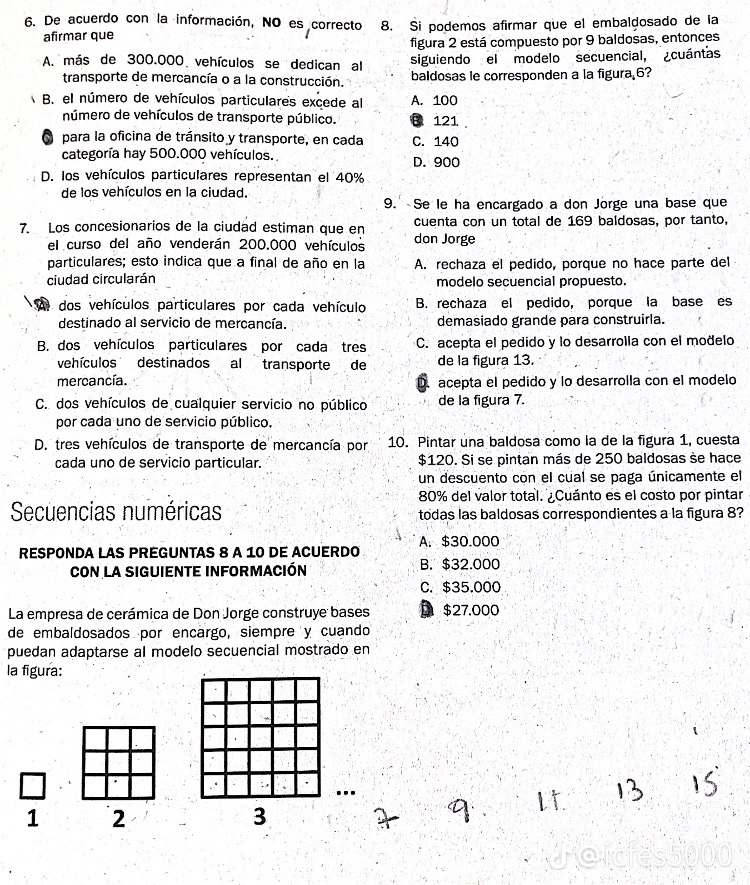 6. De acuerdo con la información, NO es correcto
afirmar que
A. más de 300.000 vehículos se dedican al
transporte de mercancía o a la construcción.
B. el número de vehículos particulares excede al
número de vehículos de transporte público.
para la oficina de tránsito y transporte, en cada
categoría hay 500.000 vehículos.
D. los vehículos particulares representan el 40%
de los vehículos en la ciudad.
7. Los concesionarios de la ciudad estiman que en
el curso del año venderán 200.000 vehículos
particulares; esto indica que a final de año en la
ciudad circularán
A. dos vehículos particulares por cada vehículo
destinado al servicio de mercancía.
B. dos vehículos particulares por cada tres
vehículos destinados al transporte de
mercancía.
C. dos vehículos de cualquier servicio no público
por cada uno de servicio público.
D. tres vehículos de transporte de mercancía por
cada uno de servicio particular.
Secuencias numéricas
RESPONDA LAS PREGUNTAS 8 A 10 DE ACUERDO
CON LA SIGUIENTE INFORMACIÓN
La empresa de cerámica de Don Jorge construye bases
de embaldosados por encargo, siempre y cuando
puedan adaptarse al modelo secuencial mostrado en
la figura:
...
1 2 3
8. Si podemos afirmar que el embaldosado de la
figura 2 está compuesto por 9 baldosas, entonces
siguiendo el modelo secuencial, ¿cuántas
baldosas le corresponden a la figura 6?
A. 100
B. 121
C. 140
D. 900
9. Se le ha encargado a don Jorge una base que
cuenta con un total de 169 baldosas, por tanto,
don Jorge
A. rechaza el pedido, porque no hace parte del
modelo secuencial propuesto.
B. rechaza el pedido, porque la base es
demasiado grande para construirla.
C. acepta el pedido y lo desarrolla con el modelo
de la figura 13.
D. acepta el pedido y lo desarrolla con el modelo
de la figura 7.
10. Pintar una baldosa como la de la figura 1, cuesta
$120. Si se pintan más de 250 baldosas se hace
un descuento con el cual se paga únicamente el
80% del valor total. ¿Cuánto es el costo por pintar
todas las baldosas correspondientes a la figura 8?
A. $30.000
B. $32.000
C. $35.000
D. $27.000
7 9 11 13 15
@icfes5000